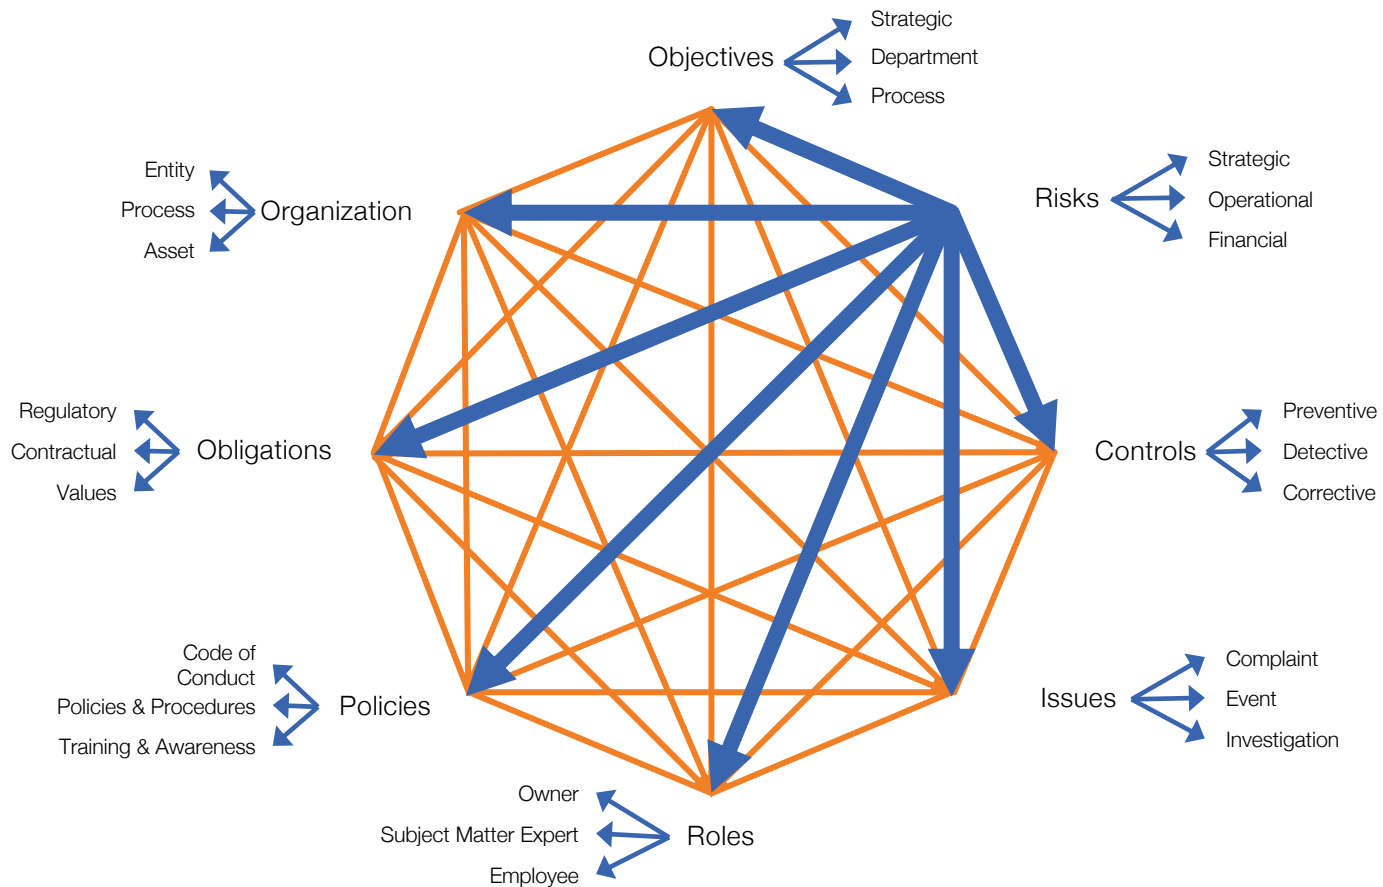 Objectives
Strategic
Department
Process
Risks
Strategic
Operational
Financial
Entity
Process
Asset
Organization
Regulatory
Contractual
Values
Obligations
Controls
Preventive
Detective
Corrective
Code of
Conduct
Policies & Procedures
Training & Awareness
Policies
Issues
Complaint
Event
Investigation
Owner
Subject Matter Expert
Employee
Roles